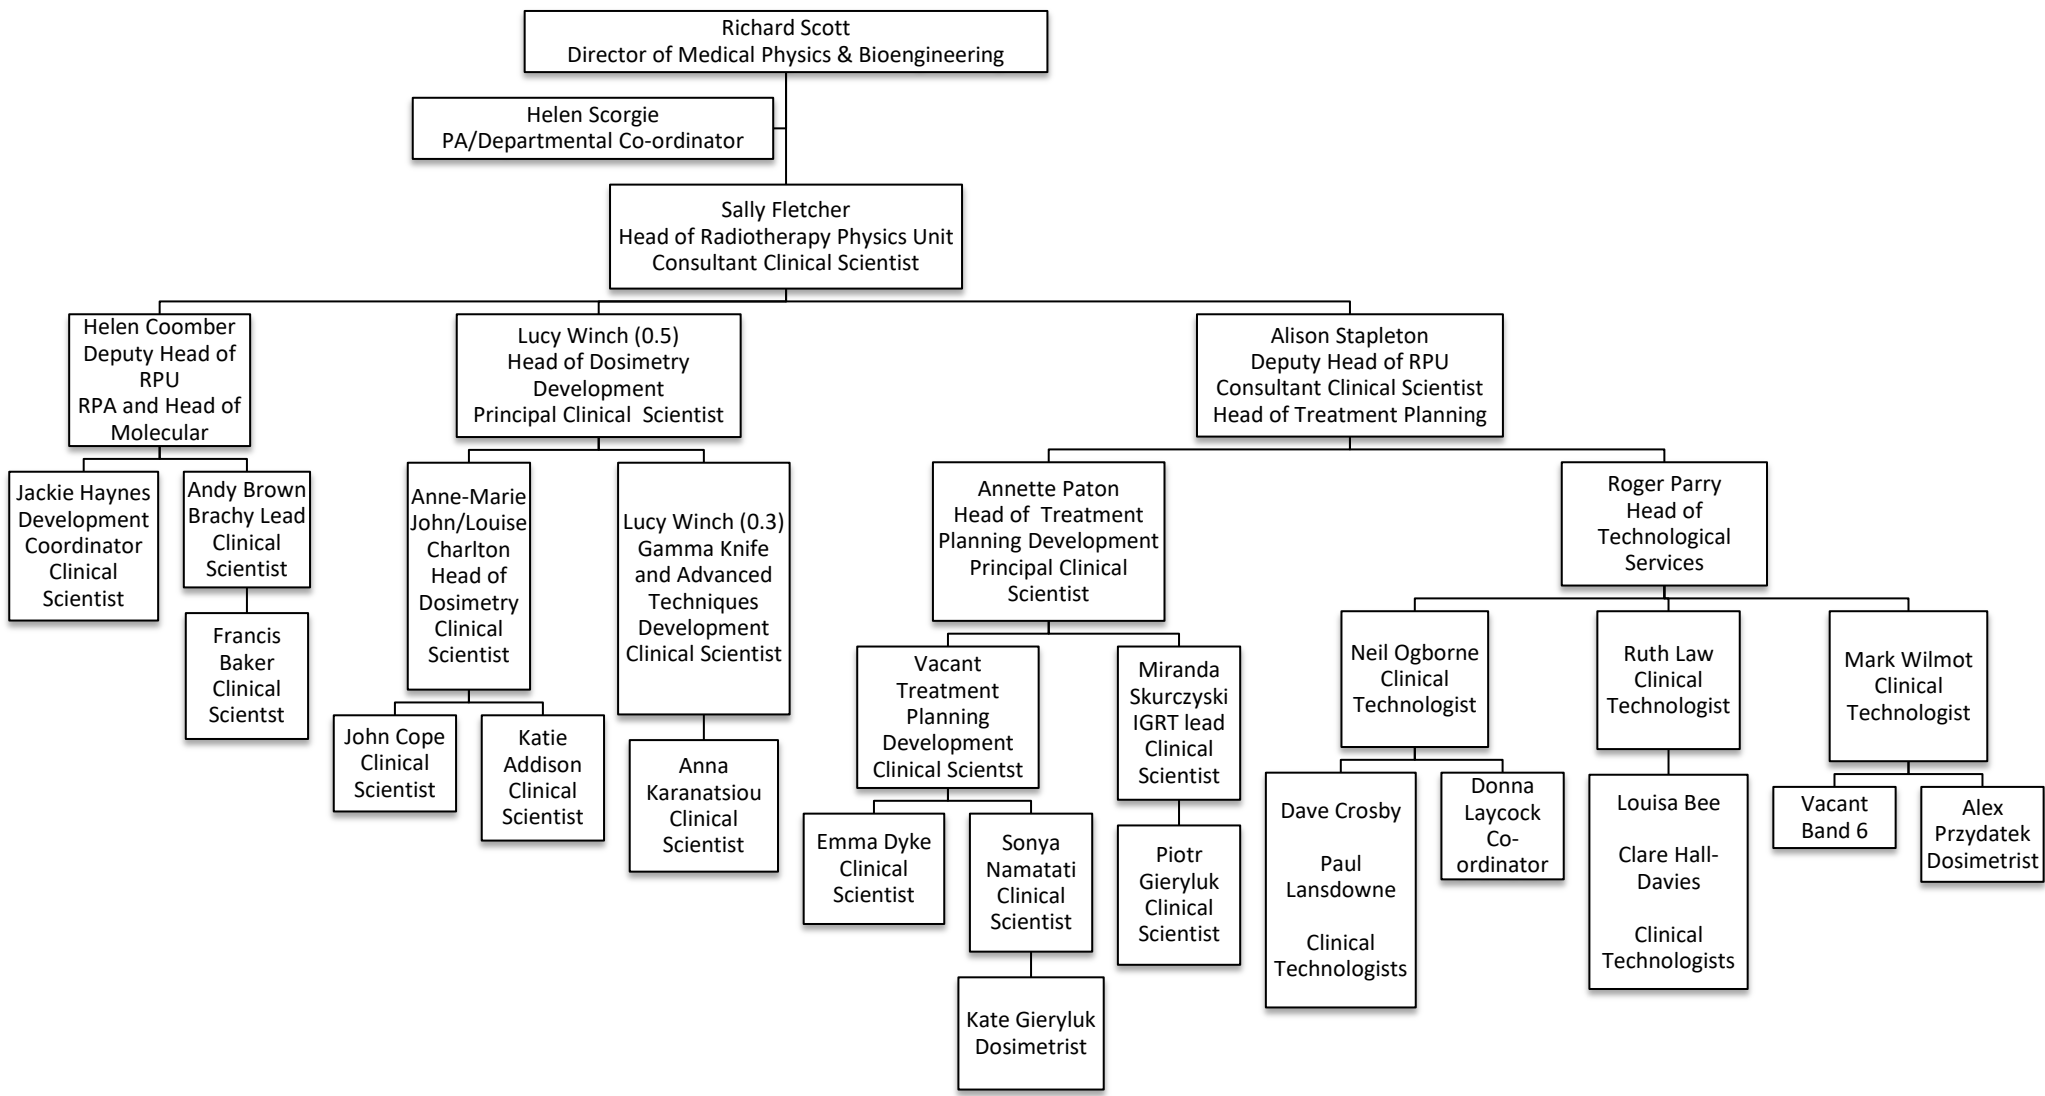 Richard Scott
Director of Medical Physics & Bioengineering
Helen Scorgie
PA/Departmental Co-ordinator
Sally Fletcher
Head of Radiotherapy Physics Unit
Consultant Clinical Scientist
Helen Coomber
Deputy Head of
RPU
RPA and Head of
Molecular
Lucy Winch (0.5)
Head of Dosimetry
Development
Principal Clinical Scientist
Alison Stapleton
Deputy Head of RPU
Consultant Clinical Scientist
Head of Treatment Planning
Jackie Haynes
Development
Coordinator
Clinical
Scientist
Andy Brown
Brachy Lead
Clinical
Scientist
Francis
Baker
Clinical
Scientst
Anne-Marie
John/Louise
Charlton
Head of
Dosimetry
Clinical
Scientist
John Cope
Clinical
Scientist
Katie
Addison
Clinical
Scientist
Lucy Winch (0.3)
Gamma Knife
and Advanced
Techniques
Development
Clinical Scientist
Anna
Karanatsiou
Clinical
Scientist
Annette Paton
Head of Treatment
Planning Development
Principal Clinical
Scientist
Vacant
Treatment
Planning
Development
Clinical Scientst
Emma Dyke
Clinical
Scientist
Sonya
Namatati
Clinical
Scientist
Kate Gieryluk
Dosimetrist
Miranda
Skurczyski
IGRT lead
Clinical
Scientist
Piotr
Gieryluk
Clinical
Scientist
Roger Parry
Head of
Technological
Services
Neil Ogborne
Clinical
Technologist
Dave Crosby
Paul
Lansdowne
Clinical
Technologists
Donna
Laycock
Co-
ordinator
Ruth Law
Clinical
Technologist
Louisa Bee
Clare Hall-
Davies
Clinical
Technologists
Mark Wilmot
Clinical
Technologist
Vacant
Band 6
Alex
Przydatek
Dosimetrist